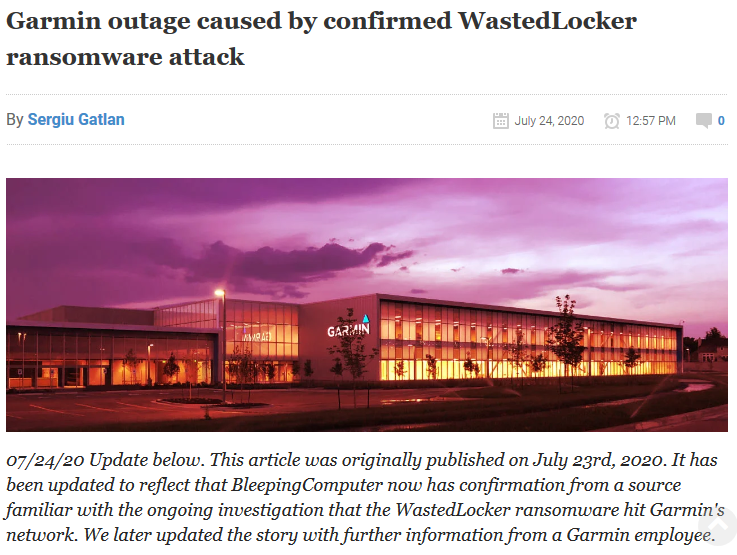 Garmin outage caused by confirmed WastedLocker
ransomware attack
By Sergiu Gatlan
July 24, 2020 12:57 PM 0
GARMIN
07/24/20 Update below. This article was originally published on July 23rd, 2020. It has
been updated to reflect that BleepingComputer now has confirmation from a source
familiar with the ongoing investigation that the WastedLocker ransomware hit Garmin's
network. We later updated the story with further information from a Garmin employee.